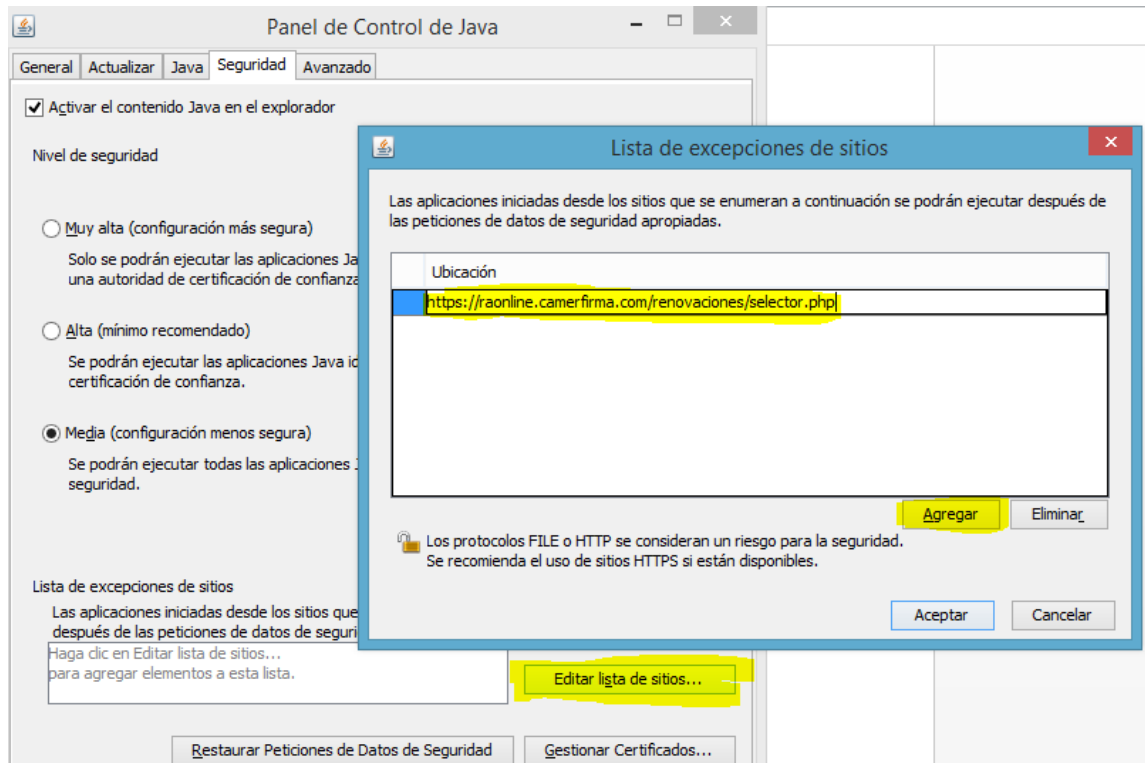 Panel de Control de Java
General Actualizar Java Seguridad Avanzado
Activar el contenido Java en el explorador
Nivel de seguridad
Muy alta (configuración más segura)
Solo se podrán ejecutar las aplicaciones Ja
una autoridad de certificación de confianza
Alta (mínimo recomendado)
Se podrán ejecutar las aplicaciones Java id
certificación de confianza.
Media (configuración menos segura)
Se podrán ejecutar todas las aplicaciones J
seguridad.
Lista de excepciones de sitios
Las aplicaciones iniciadas desde los sitios que
después de las peticiones de datos de seguri
Haga clic en Editar lista de sitios...
para agregar elementos a esta lista.
Editar lista de sitios...
Restaurar Peticiones de Datos de Seguridad
Gestionar Certificados...
Lista de excepciones de sitios
Las aplicaciones iniciadas desde los sitios que se enumeran a continuación se podrán ejecutar después de
las peticiones de datos de seguridad apropiadas.
Ubicación
https://raonline.camerfirma.com/renovaciones/selector.php
Agregar
Eliminar
Los protocolos FILE o HTTP se consideran un riesgo para la seguridad.
Se recomienda el uso de sitios HTTPS si están disponibles.
Aceptar
Cancelar